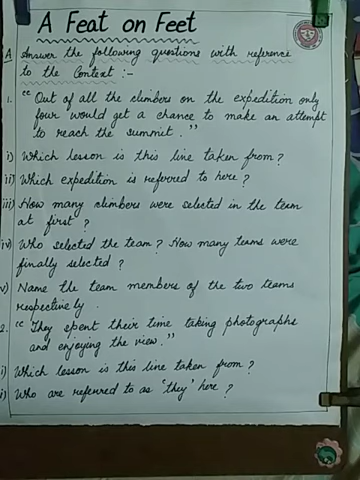 A Feat on Feet
A Answer the following questions with reference
to the Context :-
1. "Out of all the climbers on the expedition only
four would get a chance to make an attempt
to reach the summit."
i) Which lesson is this line taken from?
ii) Which expedition is referred to here?
iii) How many climbers were selected in the team
at first?
iv) Who selected the team? How many teams were
finally selected?
v) Name the team members of the two teams
respectively.
2. "They spent their time taking photographs
and enjoying the view."
i) Which lesson is this line taken from?
i) Who are referred to as 'they' here?